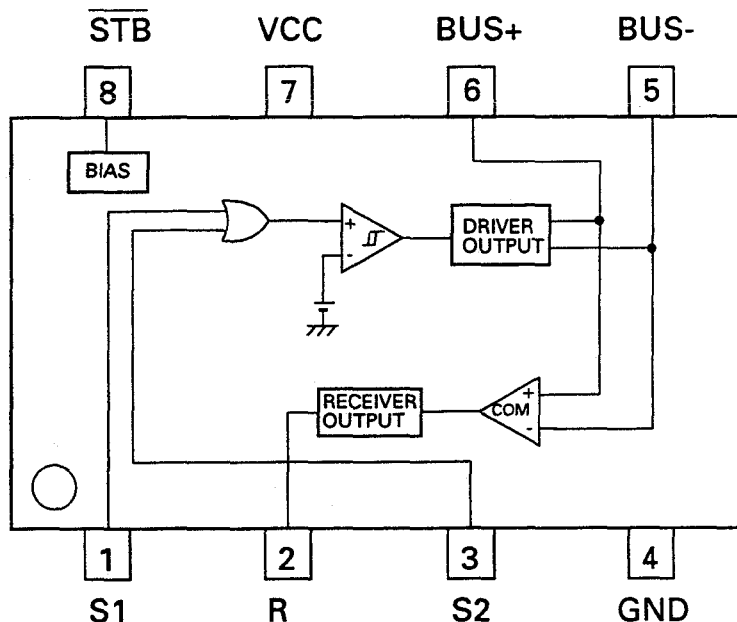 STB VCC BUS+ BUS-
8 7 6 5
BIAS
+
-
DRIVER
OUTPUT
RECEIVER
OUTPUT
COM
+
-
1 2 3 4
S1 R S2 GND